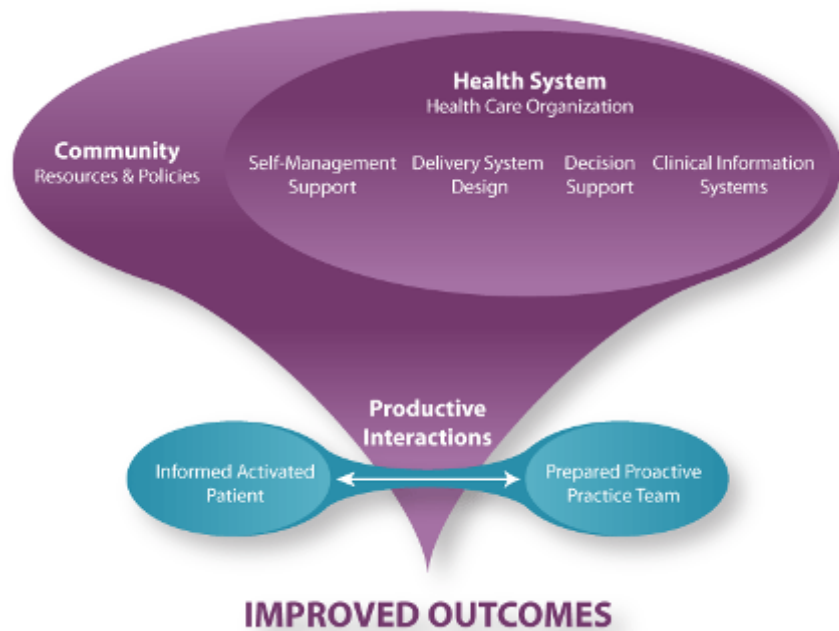 Health System
Health Care Organization
Community
Resources & Policies
Self-Management
Support
Delivery System
Design
Decision
Support
Clinical Information
Systems
Productive
Interactions
Informed Activated
Patient
Prepared Proactive
Practice Team
IMPROVED OUTCOMES